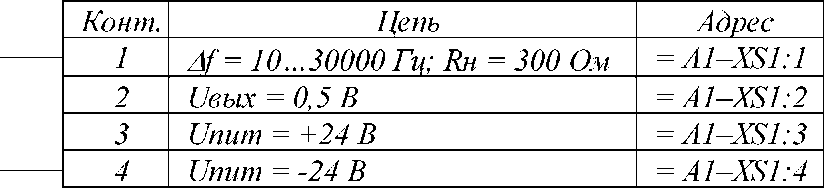 Конт. Цепь Адрес
1 Δf = 10...30000 Гц; Rн = 300 Ом = A1–XS1:1
2 Uвых = 0,5 В = A1–XS1:2
3 Uпит = +24 В = A1–XS1:3
4 Uпит = -24 В = A1–XS1:4